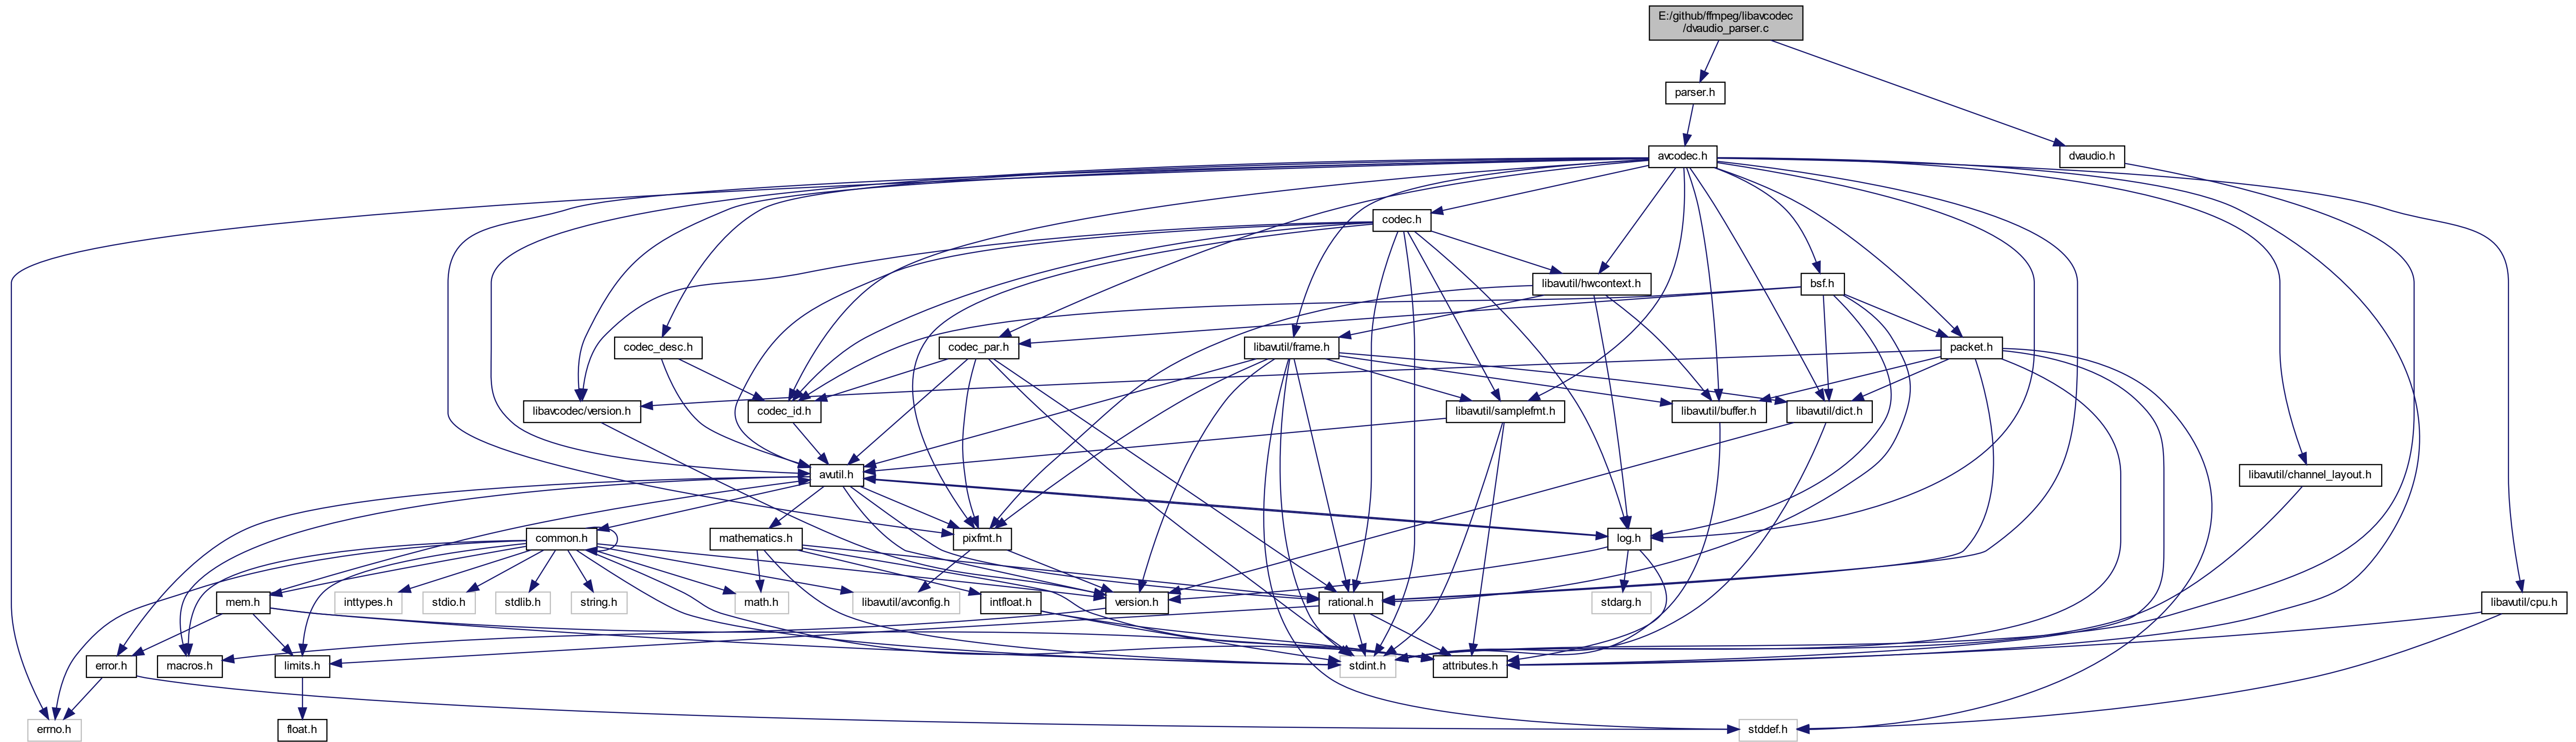 E:/github/ffmpeg/libavcodec
/dvaudio_parser.c
parser.h
avcodec.h
dvaudio.h
codec.h
libavutil/hwcontext.h
bsf.h
codec_desc.h
codec_par.h
libavutil/frame.h
packet.h
libavcodec/version.h
codec_id.h
libavutil/samplefmt.h
libavutil/buffer.h
libavutil/dict.h
avutil.h
libavutil/channel_layout.h
common.h
mathematics.h
pixfmt.h
log.h
mem.h
inttypes.h
stdio.h
stdlib.h
string.h
math.h
libavutil/avconfig.h
intfloat.h
version.h
rational.h
stdarg.h
libavutil/cpu.h
error.h
macros.h
limits.h
stdint.h
attributes.h
errno.h
float.h
stddef.h